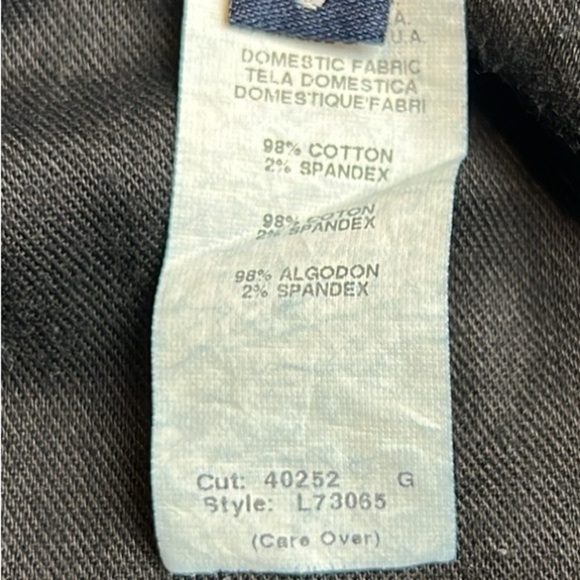 A.
U.A.
DOMESTIC FABRIC
TELA DOMESTICA
DOMESTIQUE'FABRI
98% COTTON
2% SPANDEX
98% COTON
2% SPANDEX
98% ALGODON
2% SPANDEX
Cut: 40252 G
Style: L73065
(Care Over)